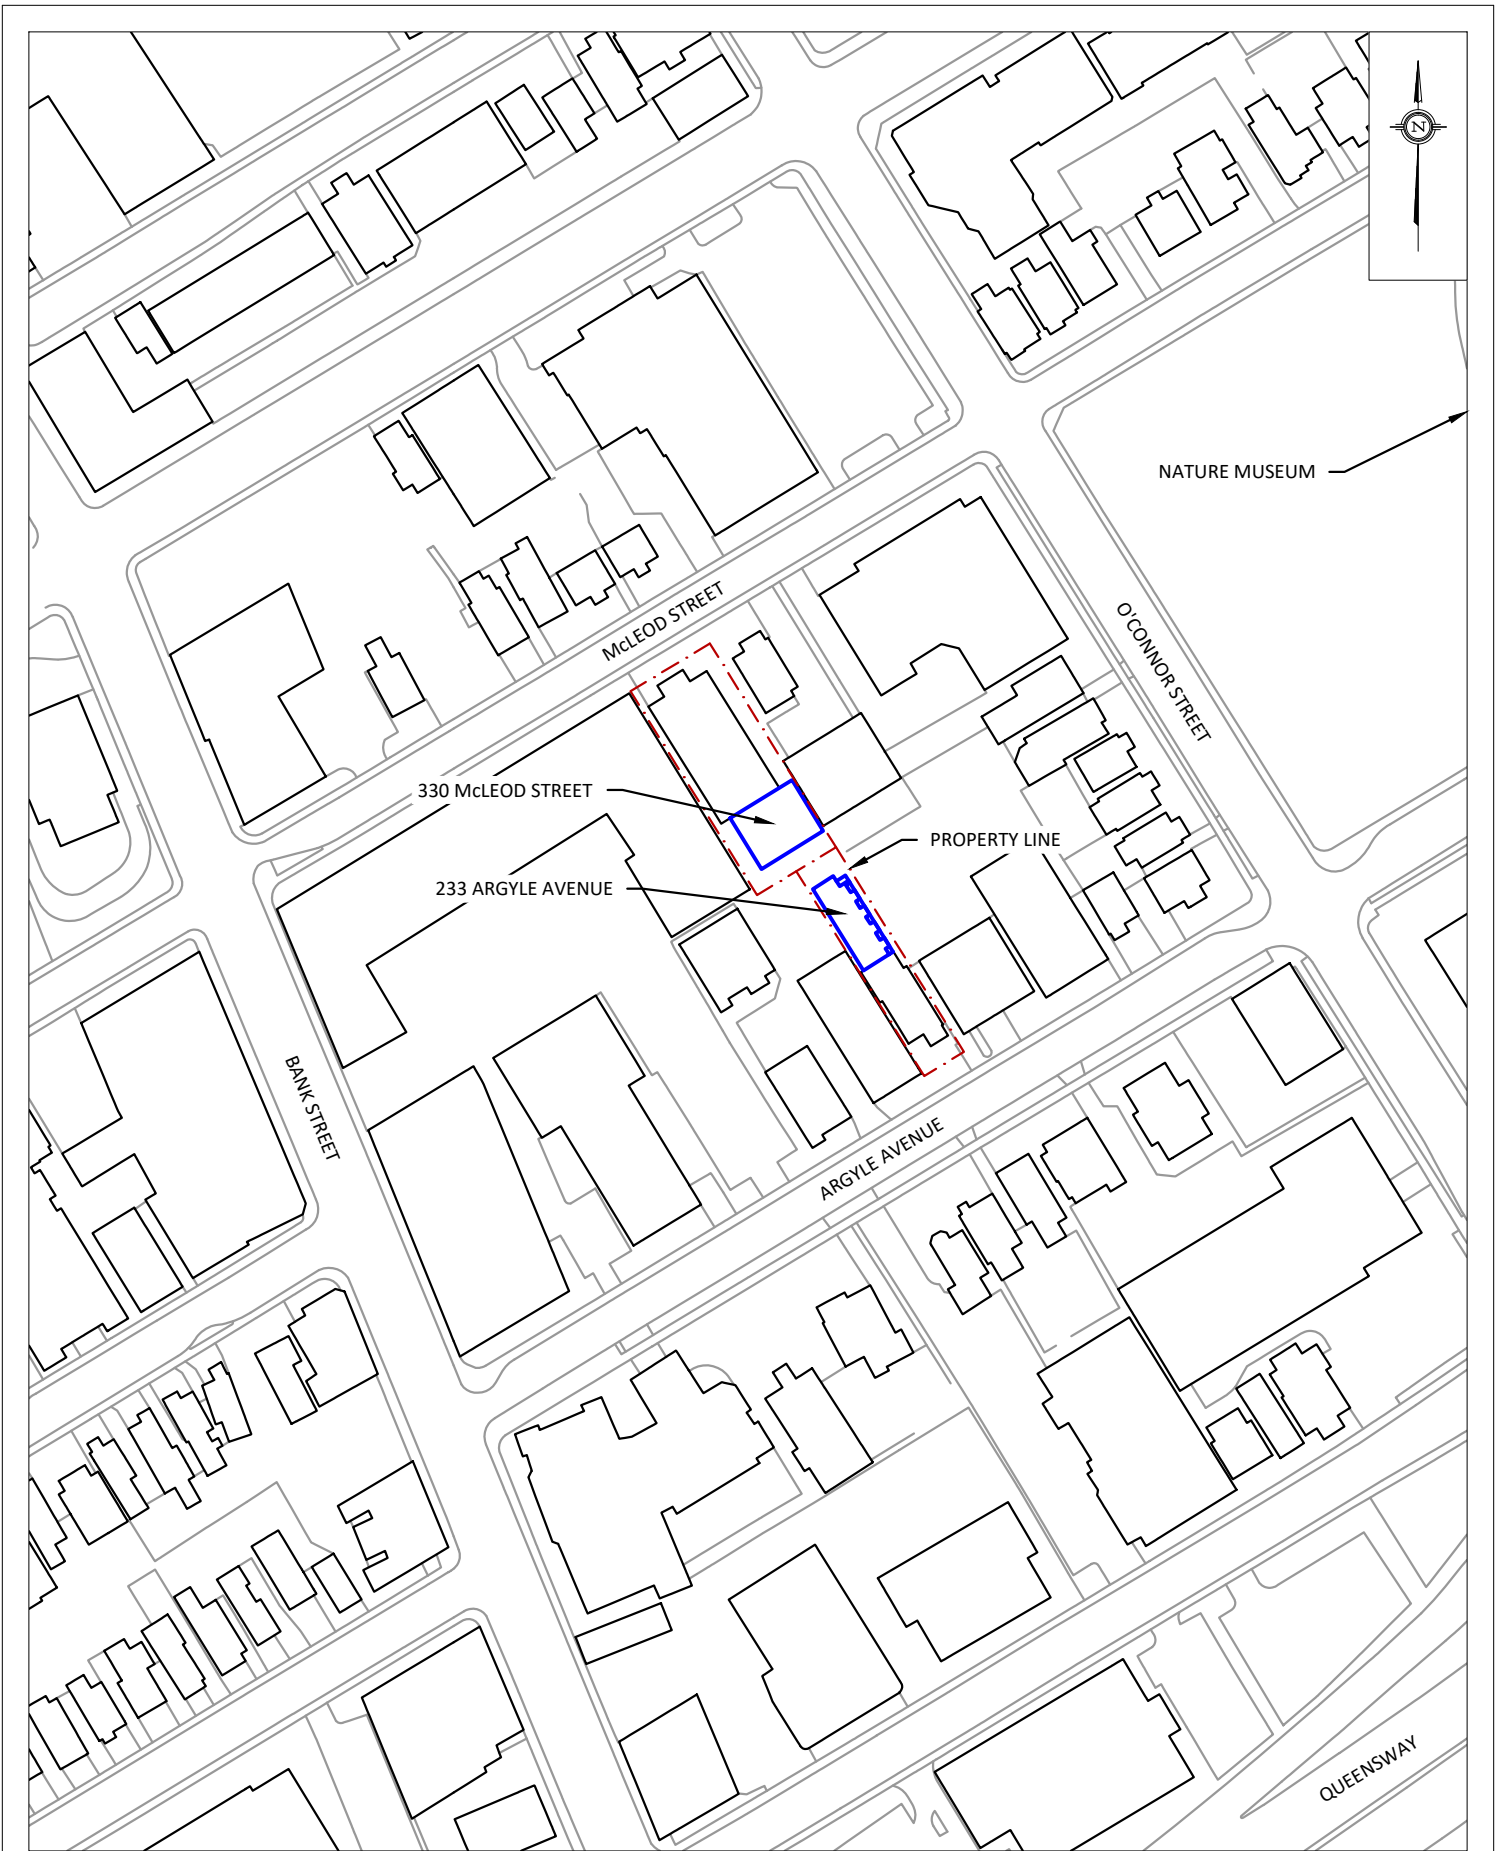 N
NATURE MUSEUM
McLEOD STREET
O'CONNOR STREET
330 McLEOD STREET
PROPERTY LINE
233 ARGYLE AVENUE
BANK STREET
ARGYLE AVENUE
QUEENSWAY